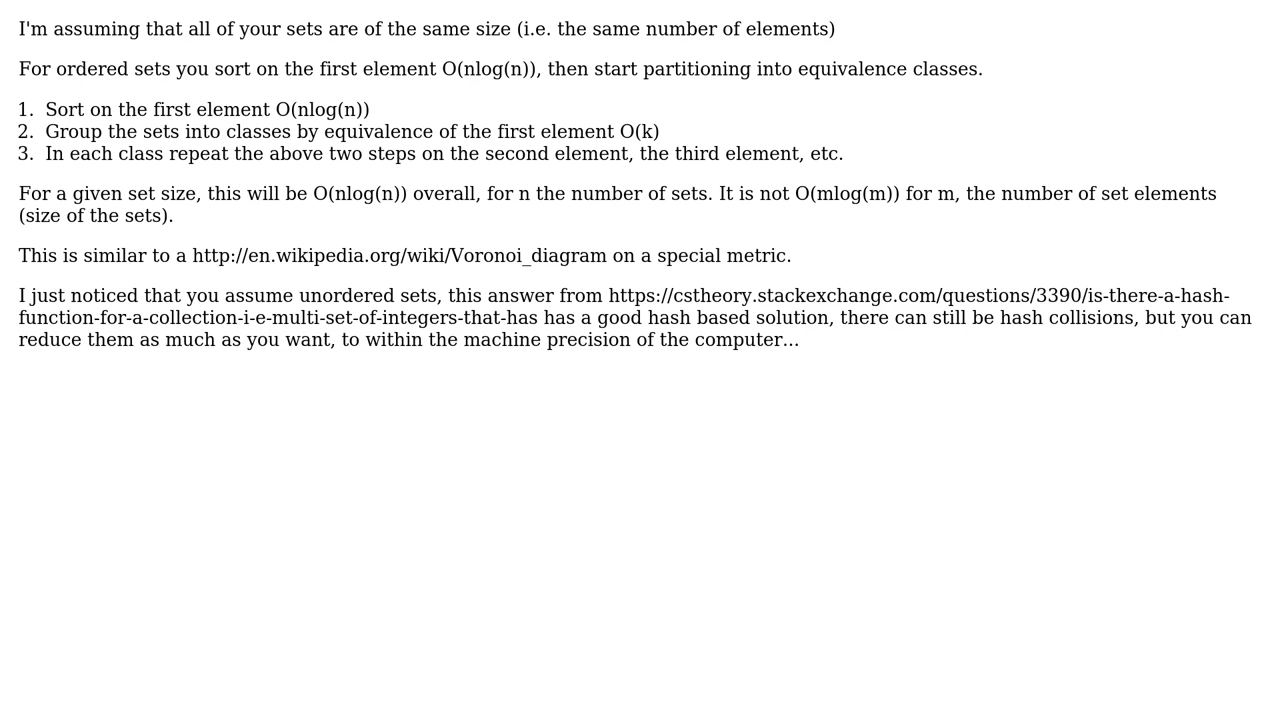 I'm assuming that all of your sets are of the same size (i.e. the same number of elements)
For ordered sets you sort on the first element O(nlog(n)), then start partitioning into equivalence classes.
1. Sort on the first element O(nlog(n))
2. Group the sets into classes by equivalence of the first element O(k)
3. In each class repeat the above two steps on the second element, the third element, etc.
For a given set size, this will be O(nlog(n)) overall, for n the number of sets. It is not O(mlog(m)) for m, the number of set elements
(size of the sets).
This is similar to a http://en.wikipedia.org/wiki/Voronoi_diagram on a special metric.
I just noticed that you assume unordered sets, this answer from https://cstheory.stackexchange.com/questions/3390/is-there-a-hash-
function-for-a-collection-i-e-multi-set-of-integers-that-has has a good hash based solution, there can still be hash collisions, but you can
reduce them as much as you want, to within the machine precision of the computer...